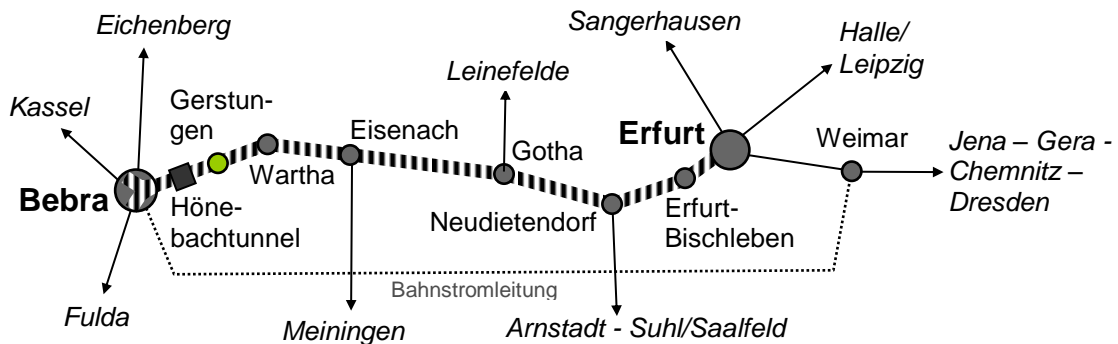 Eichenberg
Sangerhausen
Halle/
Leipzig
Leinefelde
Kassel
Gerstun-
gen
Eisenach
Gotha
Erfurt
Weimar
Jena – Gera -
Chemnitz –
Dresden
Wartha
Bebra
Höne-
bachtunnel
Neudietendorf
Erfurt-
Bischleben
Bahnstromleitung
Fulda
Meiningen
Arnstadt - Suhl/Saalfeld